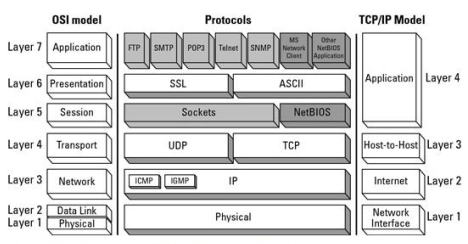 OSI model Protocols TCP/IP Model
Layer 7 Application FTP SMTP POP3 Telnet SNMP MS Network Client Other NetBIOS Application
Layer 6 Presentation SSL ASCII Application Layer 4
Layer 5 Session Sockets NetBIOS
Layer 4 Transport UDP TCP Host-to-Host Layer 3
Layer 3 Network ICMP IGMP IP Internet Layer 2
Layer 2 Data Link
Layer 1 Physical Physical Network Interface Layer 1